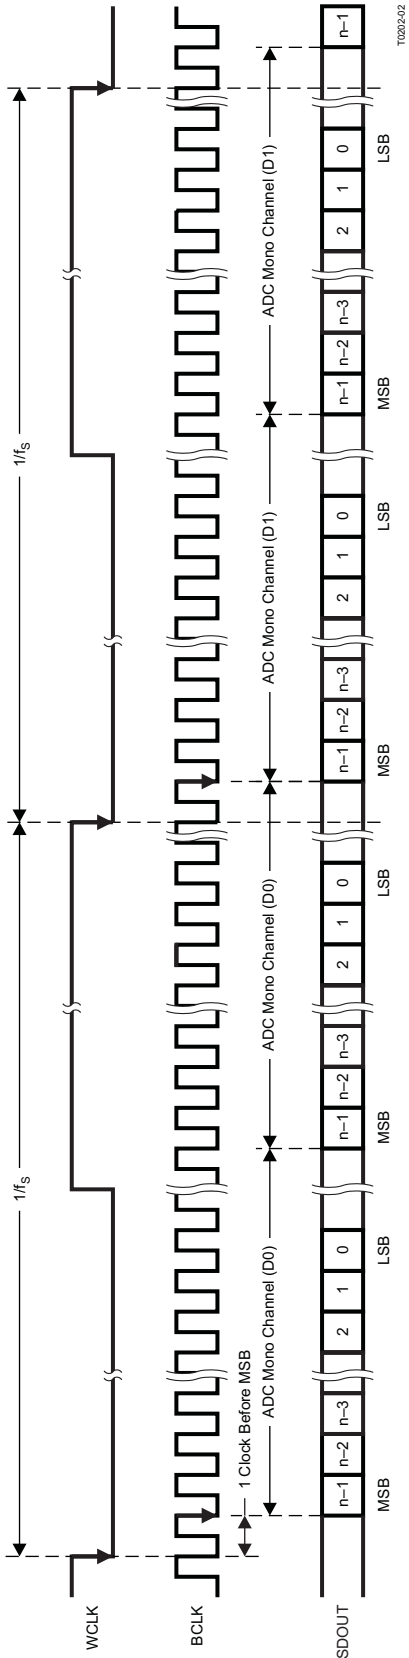 1/fS
1/fS
WCLK
BCLK
1 Clock Before MSB
ADC Mono Channel (D0)
ADC Mono Channel (D0)
ADC Mono Channel (D1)
ADC Mono Channel (D1)
SDOUT
n–1 n–2 n–3 2 1 0 n–1 n–2 n–3 2 1 0 n–1 n–2 n–3 2 1 0 n–1 n–2 n–3 2 1 0 n–1
MSB LSB MSB LSB MSB LSB MSB LSB
T0202-02